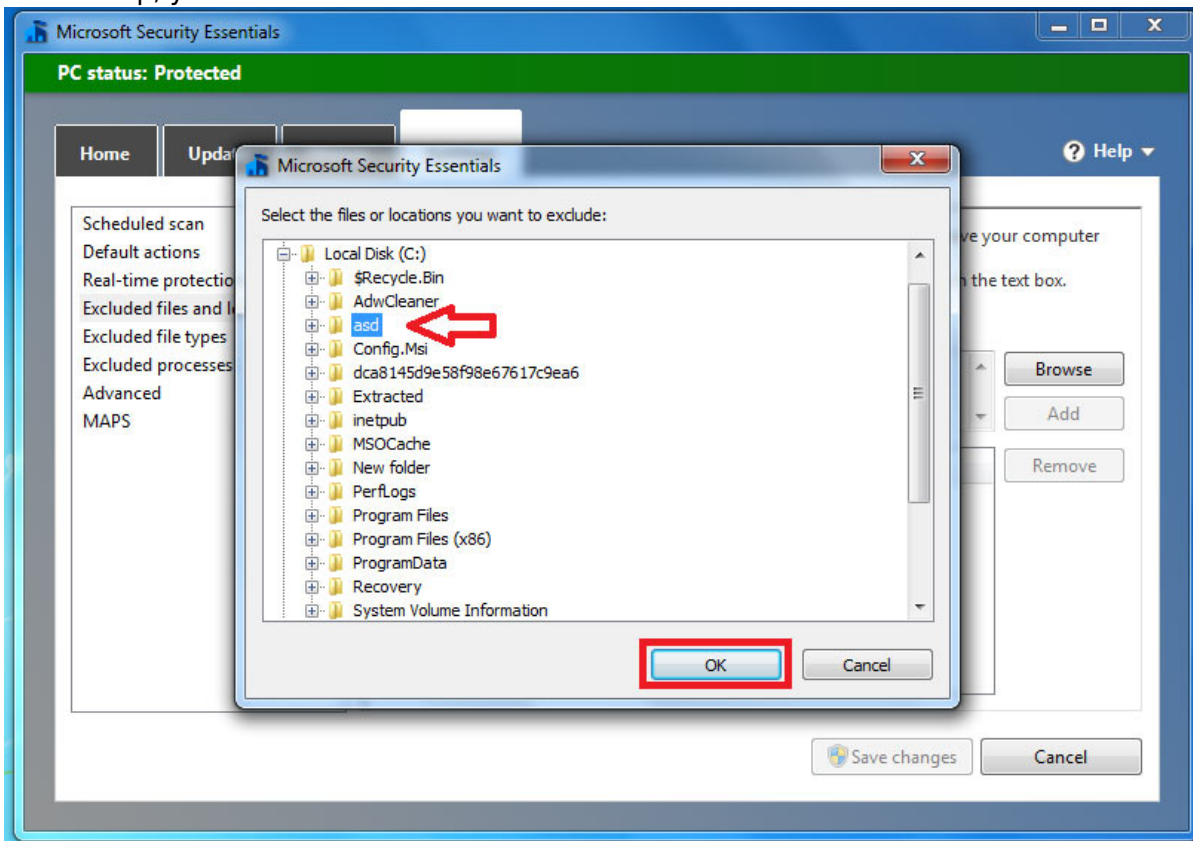 Microsoft Security Essentials
PC status: Protected
Home
Upda
Help
Microsoft Security Essentials
Select the files or locations you want to exclude:
Local Disk (C:)
$Recycle.Bin
AdwCleaner
asd
Config.Msi
dca8145d9e58f98e67617c9ea6
Extracted
inetpub
MSOCache
New folder
PerfLogs
Program Files
Program Files (x86)
ProgramData
Recovery
System Volume Information
OK
Cancel
Scheduled scan
Default actions
Real-time protectio
Excluded files and l
Excluded file types
Excluded processes
Advanced
MAPS
ve your computer
the text box.
Browse
Add
Remove
Save changes
Cancel